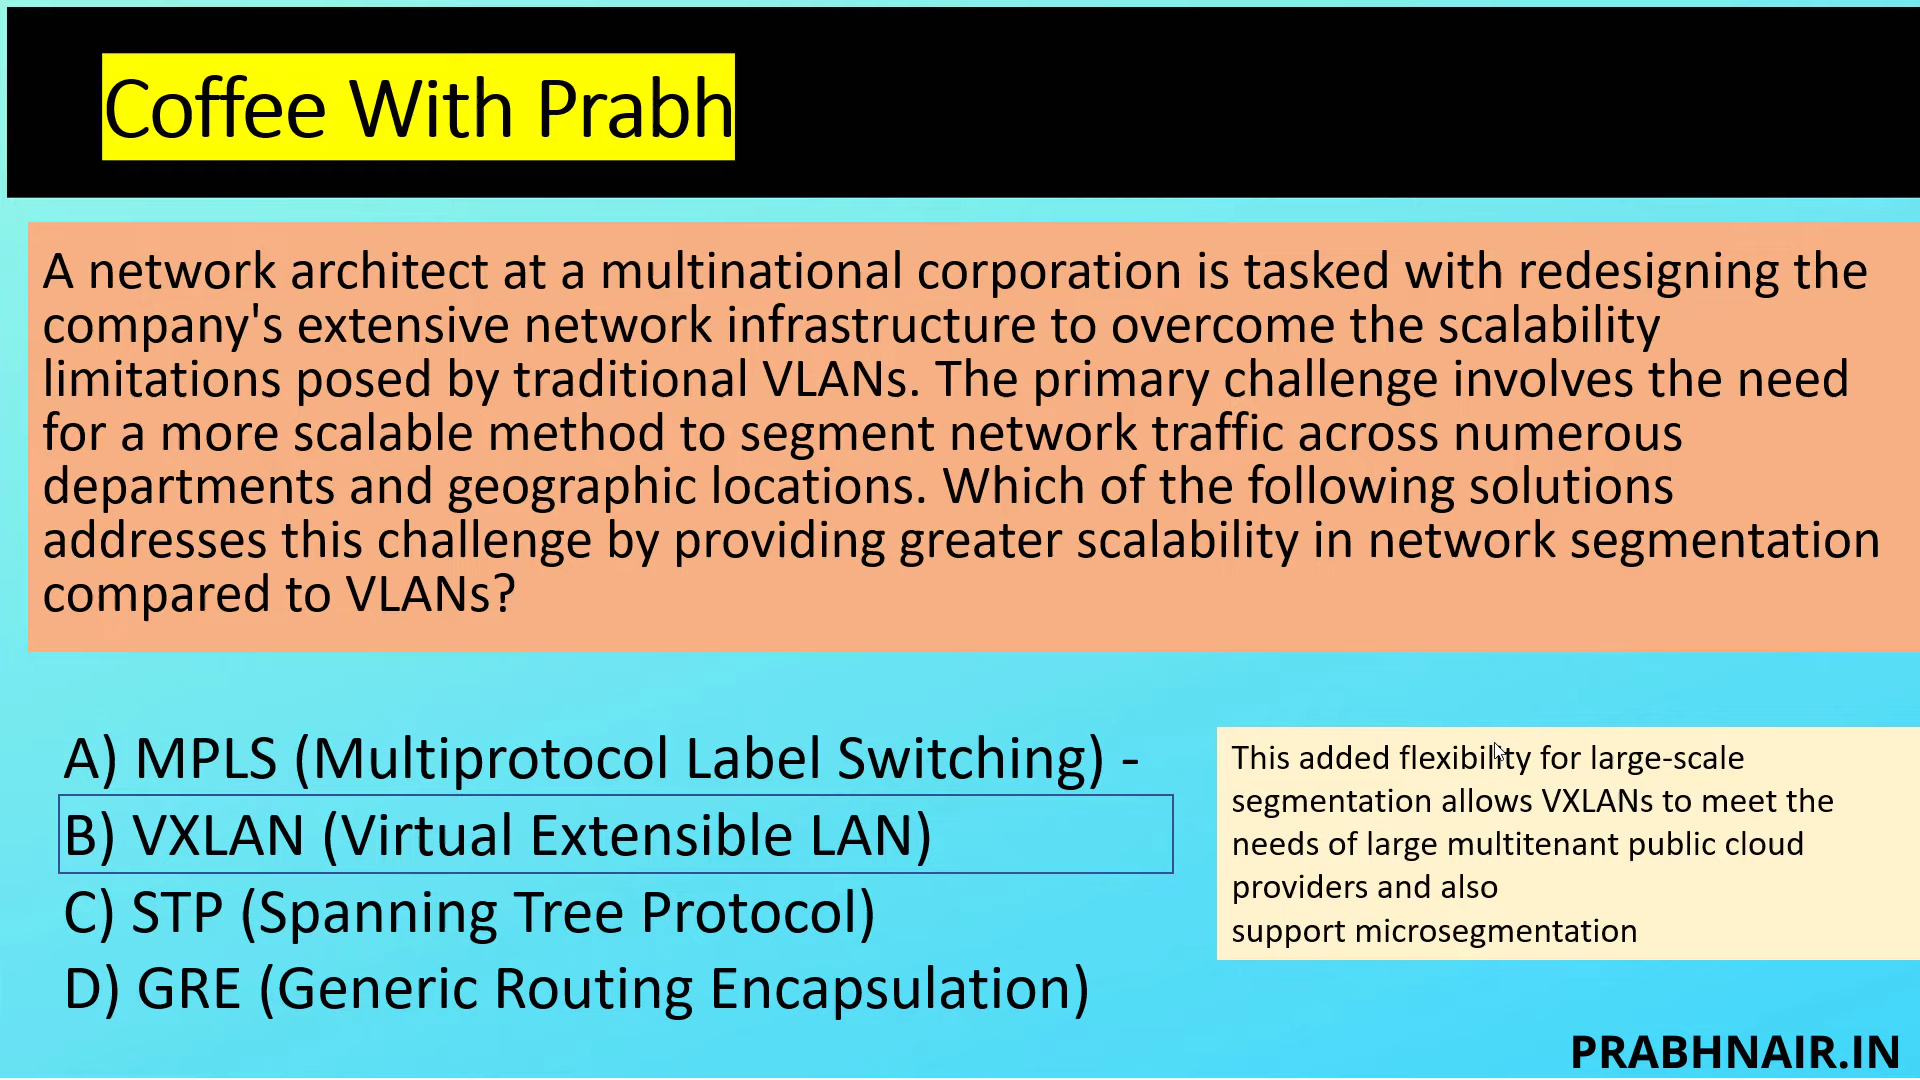 Coffee With Prabh
A network architect at a multinational corporation is tasked with redesigning the
company's extensive network infrastructure to overcome the scalability
limitations posed by traditional VLANs. The primary challenge involves the need
for a more scalable method to segment network traffic across numerous
departments and geographic locations. Which of the following solutions
addresses this challenge by providing greater scalability in network segmentation
compared to VLANs?
A) MPLS (Multiprotocol Label Switching) -
B) VXLAN (Virtual Extensible LAN)
C) STP (Spanning Tree Protocol)
D) GRE (Generic Routing Encapsulation)
This added flexibility for large-scale
segmentation allows VXLANs to meet the
needs of large multitenant public cloud
providers and also
support microsegmentation
PRABHNAIR.IN